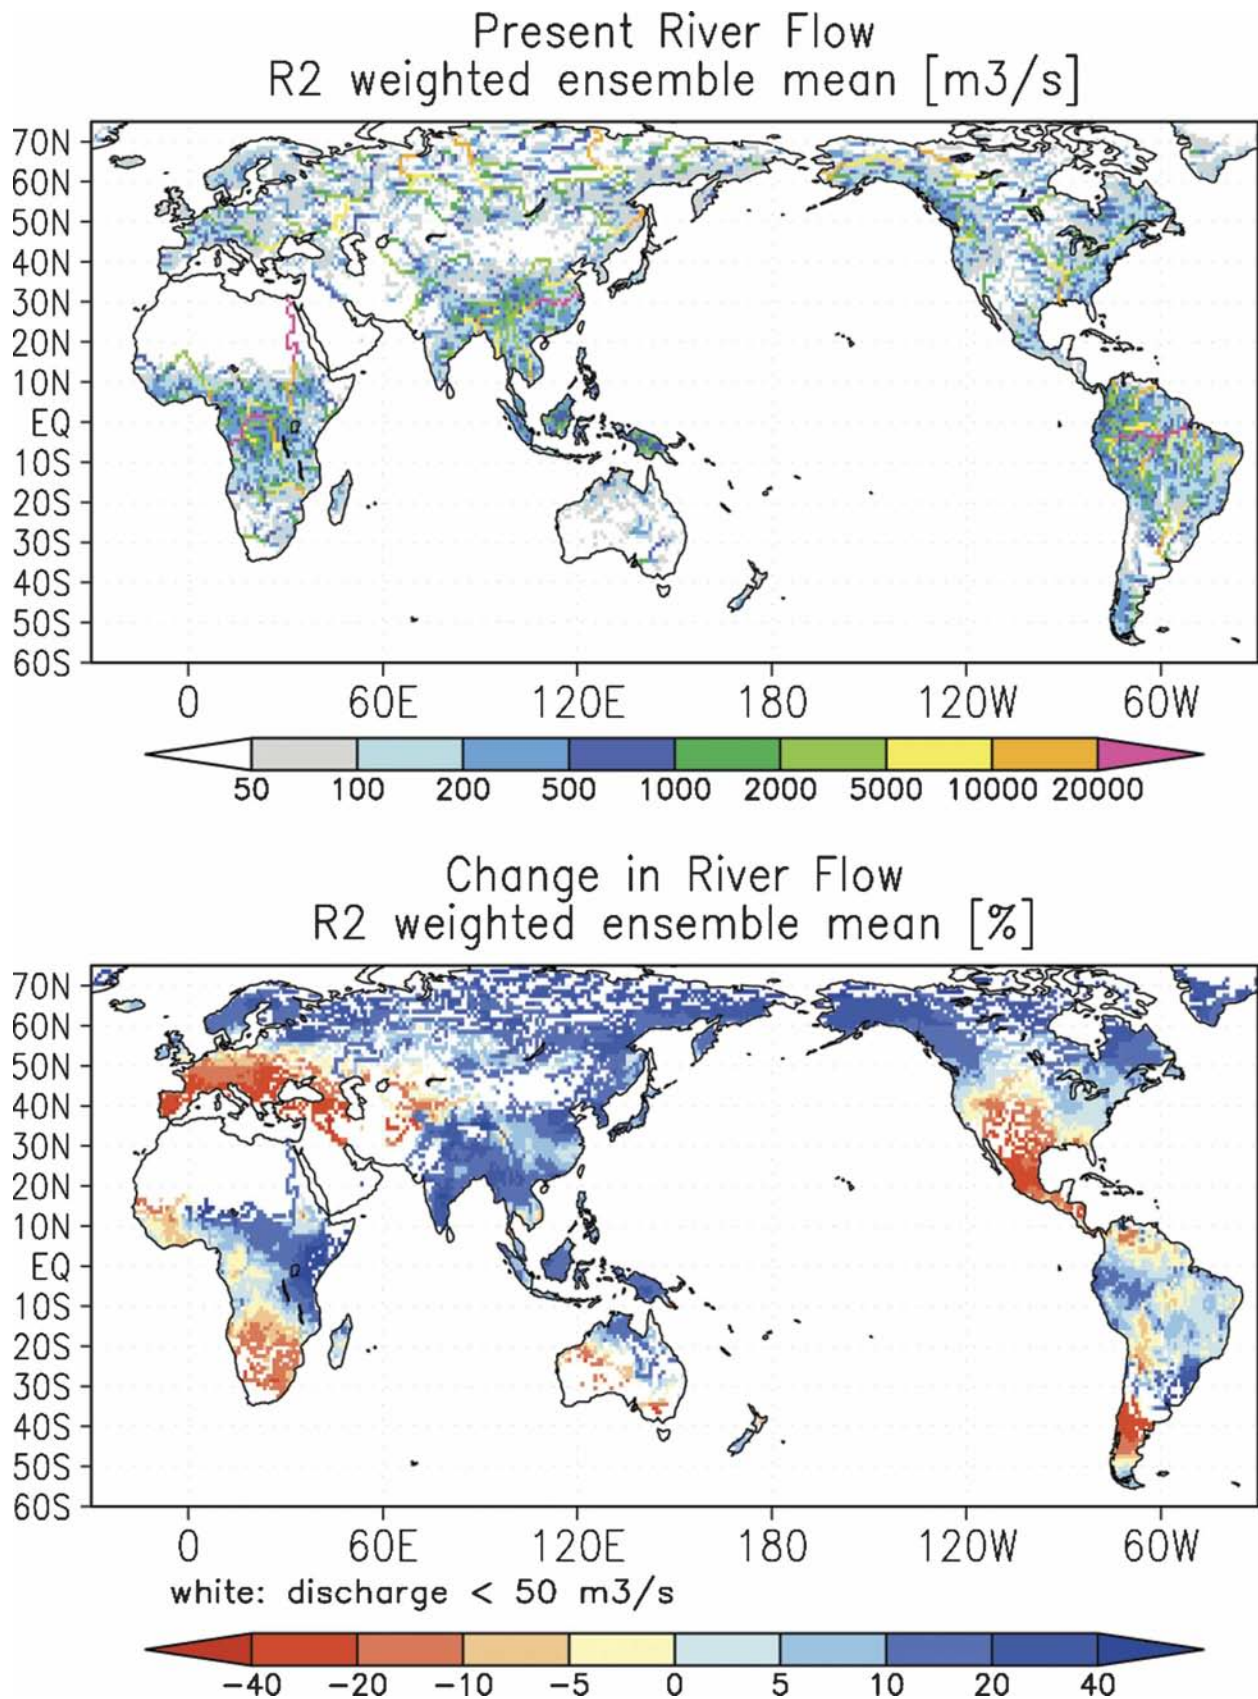 Present River Flow
R2 weighted ensemble mean [m3/s]
70N
60N
50N
40N
30N
20N
10N
EQ
10S
20S
30S
40S
50S
60S
0 60E 120E 180 120W 60W
50 100 200 500 1000 2000 5000 10000 20000
Change in River Flow
R2 weighted ensemble mean [%]
70N
60N
50N
40N
30N
20N
10N
EQ
10S
20S
30S
40S
50S
60S
0 60E 120E 180 120W 60W
white: discharge < 50 m3/s
−40 −20 −10 −5 0 5 10 20 40